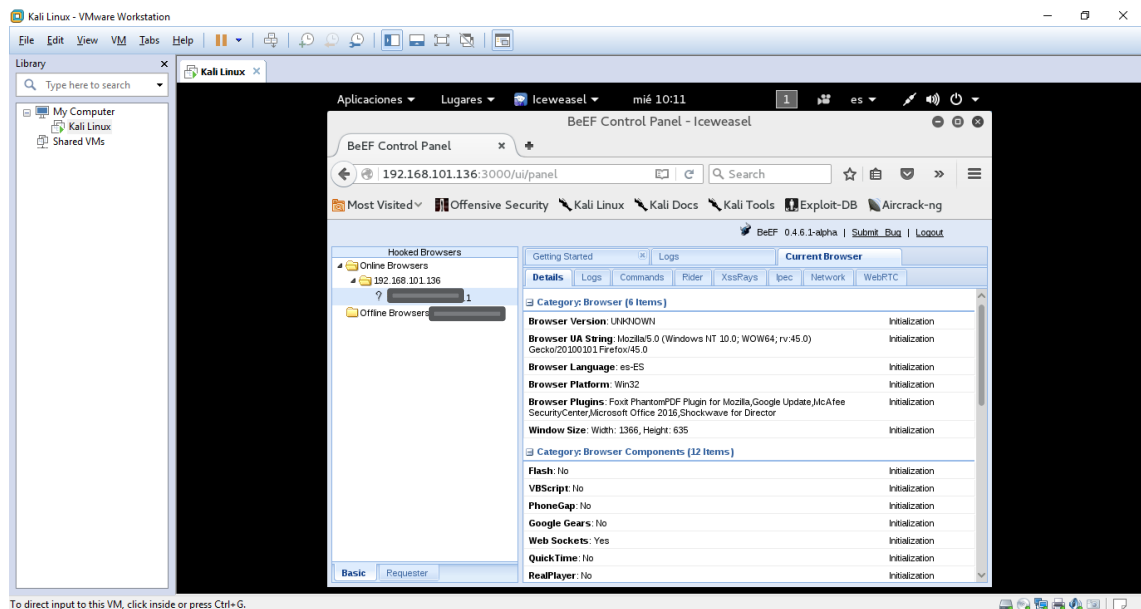 Kali Linux - VMware Workstation
File Edit View VM Tabs Help
Library
Type here to search
My Computer
Kali Linux
Shared VMs
Kali Linux
Aplicaciones Lugares Iceweasel mié 10:11 1 es
BeEF Control Panel - Iceweasel
BeEF Control Panel
192.168.101.136:3000/ui/panel Search
Most Visited Offensive Security Kali Linux Kali Docs Kali Tools Exploit-DB Aircrack-ng
BeEF 0.4.6.1-alpha | Submit Bug | Logout
Hooked Browsers
Online Browsers
192.168.101.136
? .1
Offline Browsers
Basic Requester
Getting Started Logs Current Browser
Details Logs Commands Rider XssRays Ipec Network WebRTC
Category: Browser (6 Items)
Browser Version: UNKNOWN Initialization
Browser UA String: Mozilla/5.0 (Windows NT 10.0; WOW64; rv:45.0) Initialization
Gecko/20100101 Firefox/45.0
Browser Language: es-ES Initialization
Browser Platform: Win32 Initialization
Browser Plugins: Foxit PhantomPDF Plugin for Mozilla,Google Update,McAfee Initialization
SecurityCenter,Microsoft Office 2016,Shockwave for Director
Window Size: Width: 1366, Height: 635 Initialization
Category: Browser Components (12 Items)
Flash: No Initialization
VBScript: No Initialization
PhoneGap: No Initialization
Google Gears: No Initialization
Web Sockets: Yes Initialization
QuickTime: No Initialization
RealPlayer: No Initialization
To direct input to this VM, click inside or press Ctrl+G.